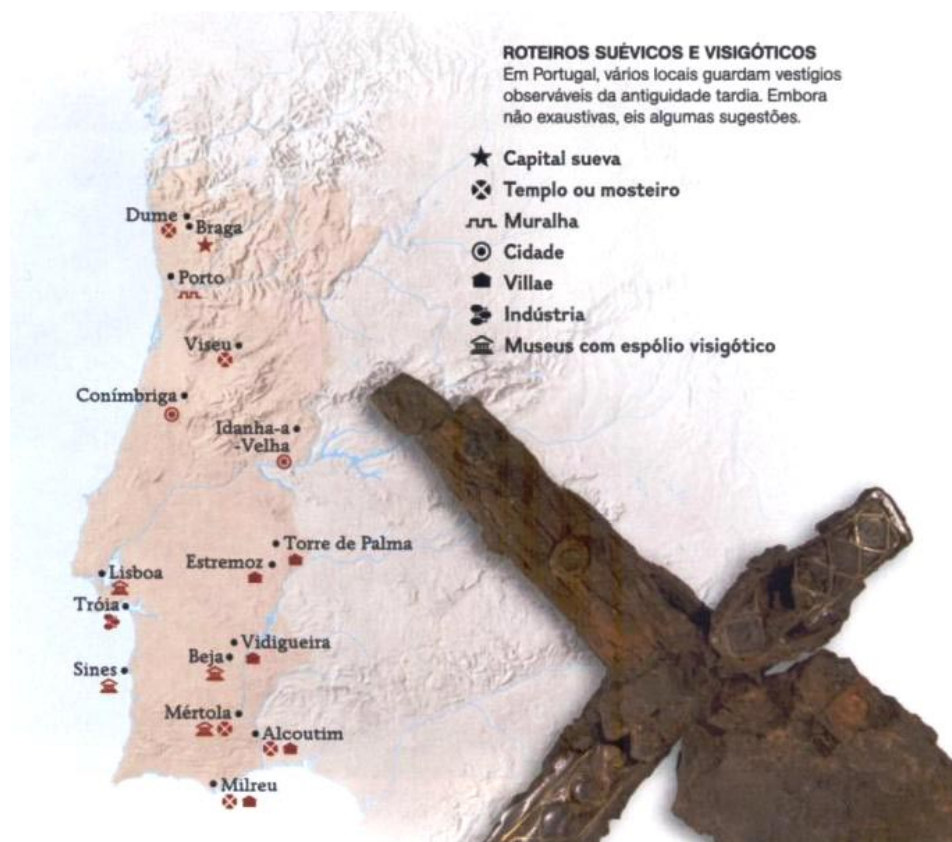 ROTEIROS SUÉVICOS E VISIGÓTICOS
Em Portugal, vários locais guardam vestígios
observáveis da antiguidade tardia. Embora
não exaustivas, eis algumas sugestões.
Capital sueva
Templo ou mosteiro
Muralha
Cidade
Villae
Indústria
Museus com espólio visigótico
Dume
Braga
Porto
Viseu
Conímbriga
Idanha-a
-Velha
Torre de Palma
Estremoz
Lisboa
Tróia
Vidigueira
Beja
Sines
Mértola
Alcoutim
Milreu